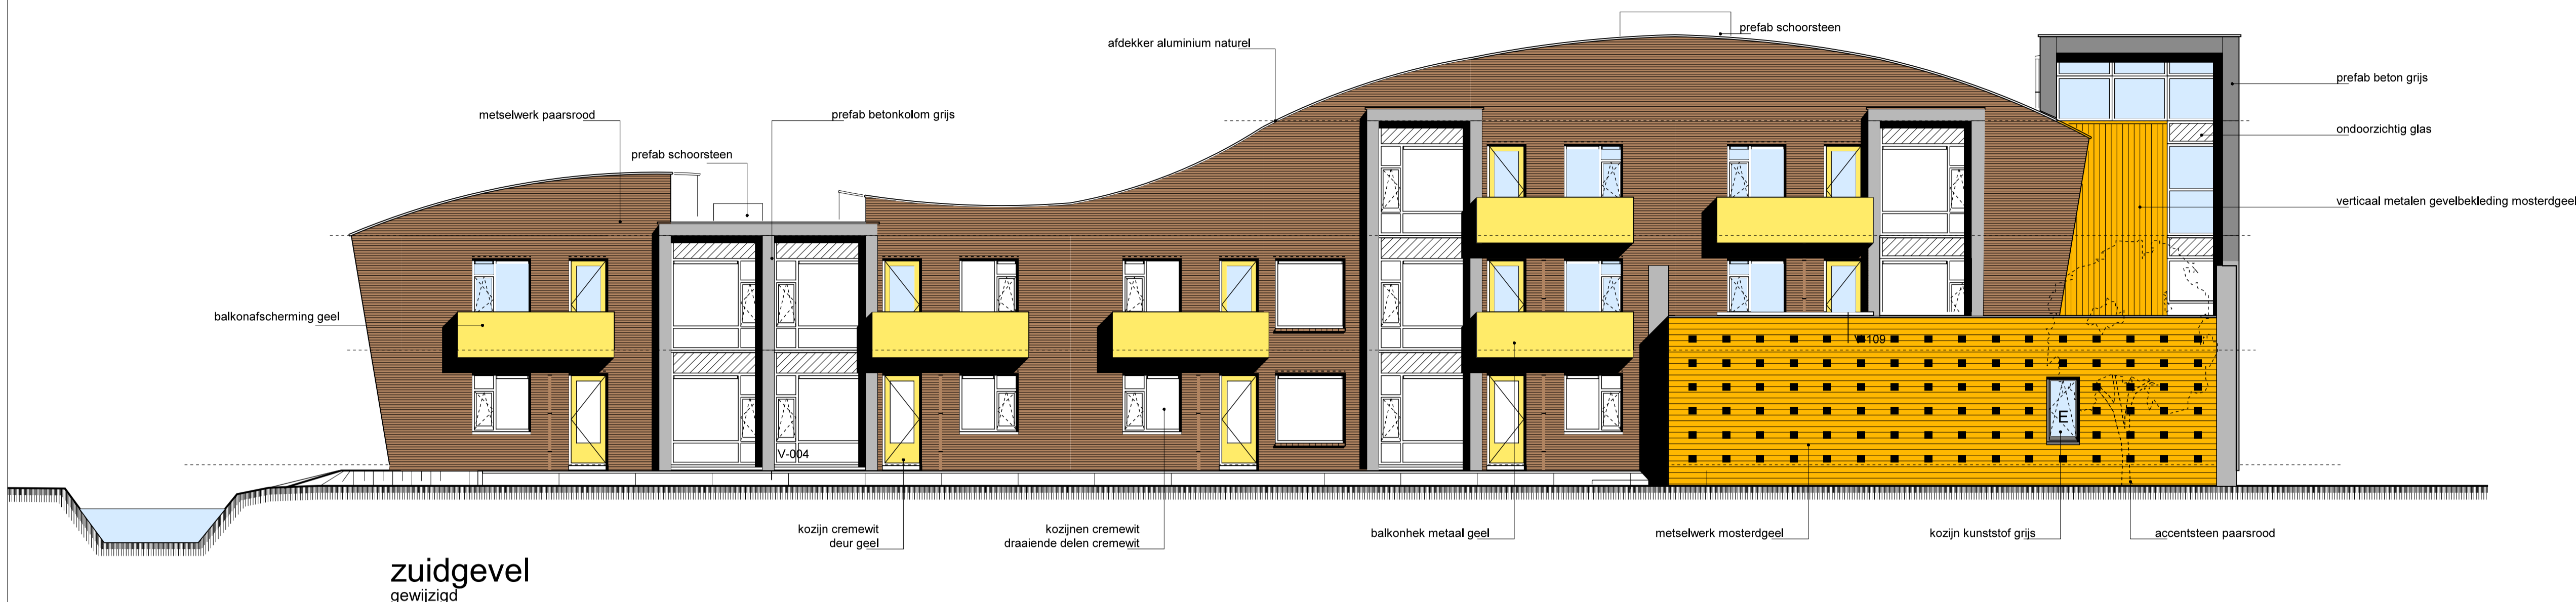 prefab schoorsteen
afdekker aluminium naturel
prefab beton grijs
metselwerk paarsrood
prefab betonkolom grijs
ondoorzichtig glas
prefab schoorsteen
verticaal metalen gevelbekleding mosterdgeel
balkonafscherming geel
V-109
E
V-004
kozijn cremewit
deur geel
kozijnen cremewit
draaiende delen cremewit
balkonhek metaal geel
metselwerk mosterdgeel
kozijn kunststof grijs
accentsteen paarsrood
zuidgevel
gewijzigd